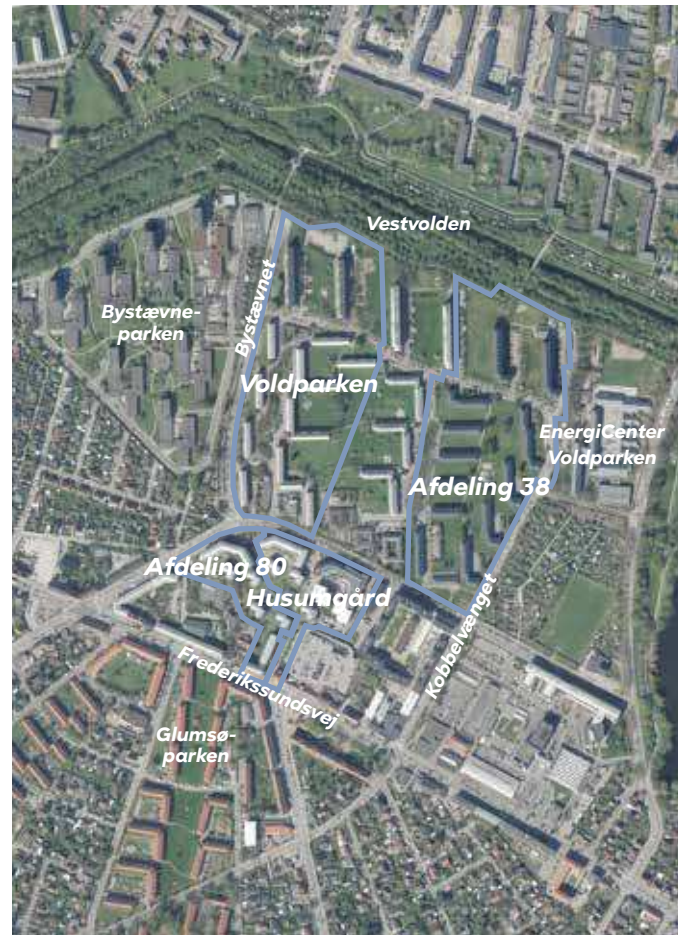 Vestvolden
Bystævnet
Bystævne-
parken
Voldparken
EnergiCenter
Voldparken
Afdeling 38
Afdeling 80
Husumgård
Kobbelvænget
Frederikssundsvej
Glumsø-
parken